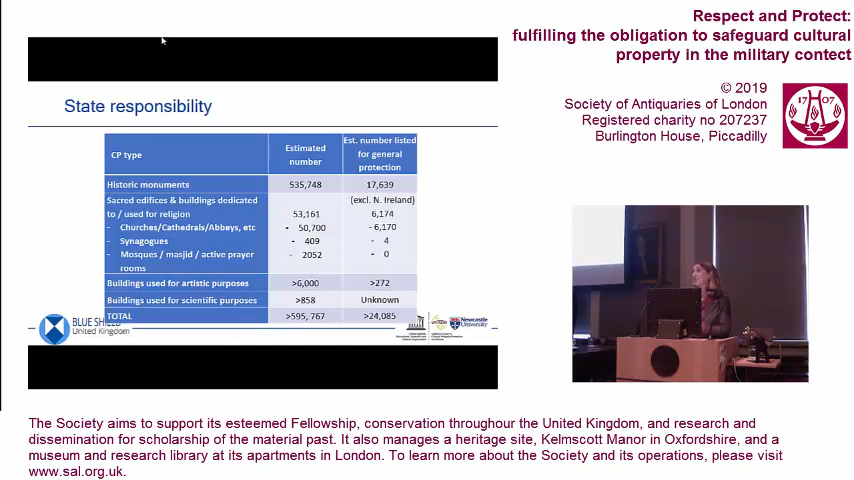 Respect and Protect:
fulfilling the obligation to safeguard cultural
property in the military contect
© 2019
Society of Antiquaries of London
Registered charity no 207237
Burlington House, Piccadilly
17 07
State responsibility
CP type Estimated number Est. number listed for general protection
Historic monuments 535,748 17,639
Sacred edifices & buildings dedicated (excl. N. Ireland)
to / used for religion 53,161 6,174
- Churches/Cathedrals/Abbeys, etc - 50,700 - 6,170
- Synagogues - 409 - 4
- Mosques / masjid / active prayer - 2052 - 0
rooms
Buildings used for artistic purposes >6,000 >272
Buildings used for scientific purposes >858 Unknown
TOTAL >595, 767 >24,085
BLUE SHIELD
United Kingdom
Newcastle
University
The Society aims to support its esteemed Fellowship, conservation throughour the United Kingdom, and research and
dissemination for scholarship of the material past. It also manages a heritage site, Kelmscott Manor in Oxfordshire, and a
museum and research library at its apartments in London. To learn more about the Society and its operations, please visit
www.sal.org.uk.